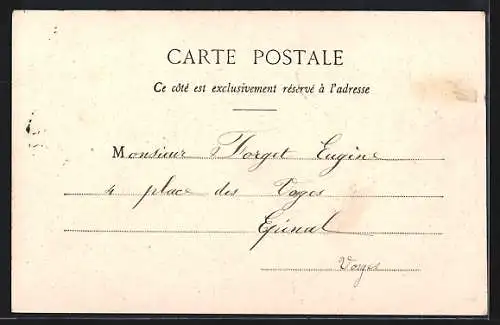 CARTE POSTALE
Ce côté est exclusivement réservé à l'adresse
Monsieur Forget Eugène
4 place des Vosges
Epinal
Vosges